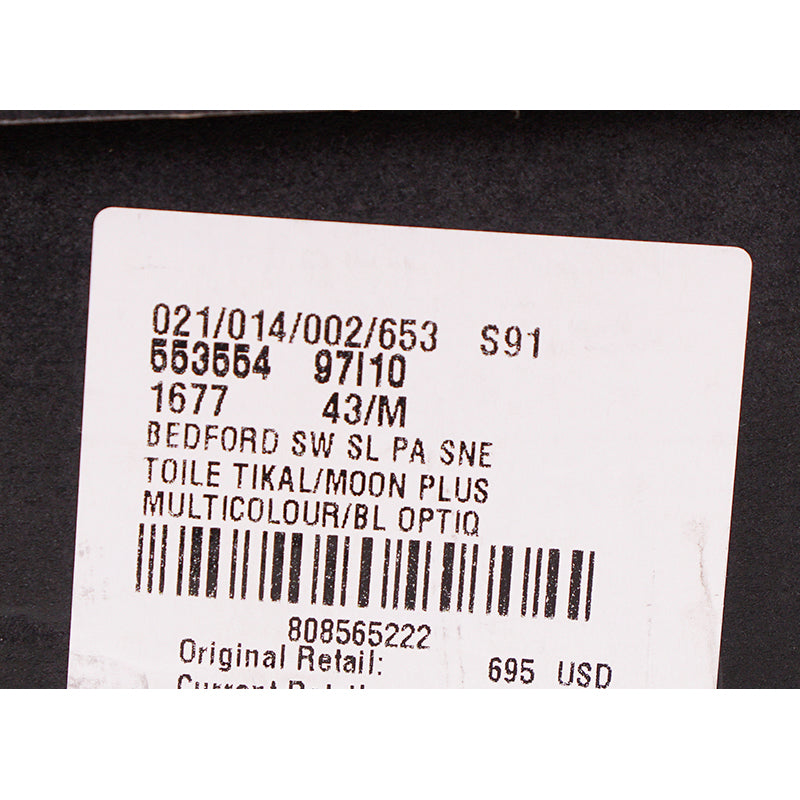 021/014/002/653 S91
553554 97I10
1677 43/M
BEDFORD SW SL PA SNE
TOILE TIKAL/MOON PLUS
MULTICOLOUR/BL OPTIQ
808565222
Original Retail: 695 USD